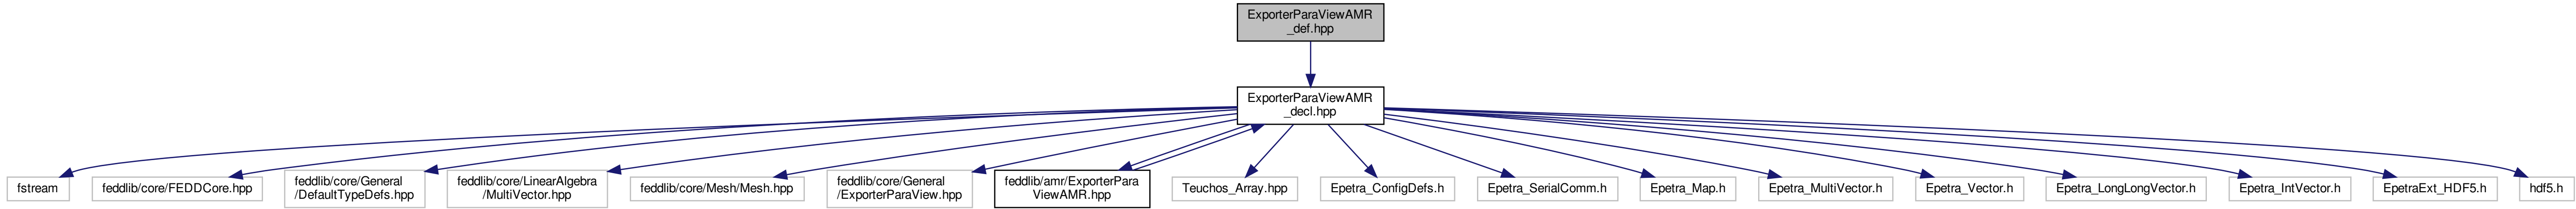 ExporterParaViewAMR
_def.hpp
ExporterParaViewAMR
_decl.hpp
fstream
feddlib/core/FEDDCore.hpp
feddlib/core/General
/DefaultTypeDefs.hpp
feddlib/core/LinearAlgebra
/MultiVector.hpp
feddlib/core/Mesh/Mesh.hpp
feddlib/core/General
/ExporterParaView.hpp
feddlib/amr/ExporterPara
ViewAMR.hpp
Teuchos_Array.hpp
Epetra_ConfigDefs.h
Epetra_SerialComm.h
Epetra_Map.h
Epetra_MultiVector.h
Epetra_Vector.h
Epetra_LongLongVector.h
Epetra_IntVector.h
EpetraExt_HDF5.h
hdf5.h